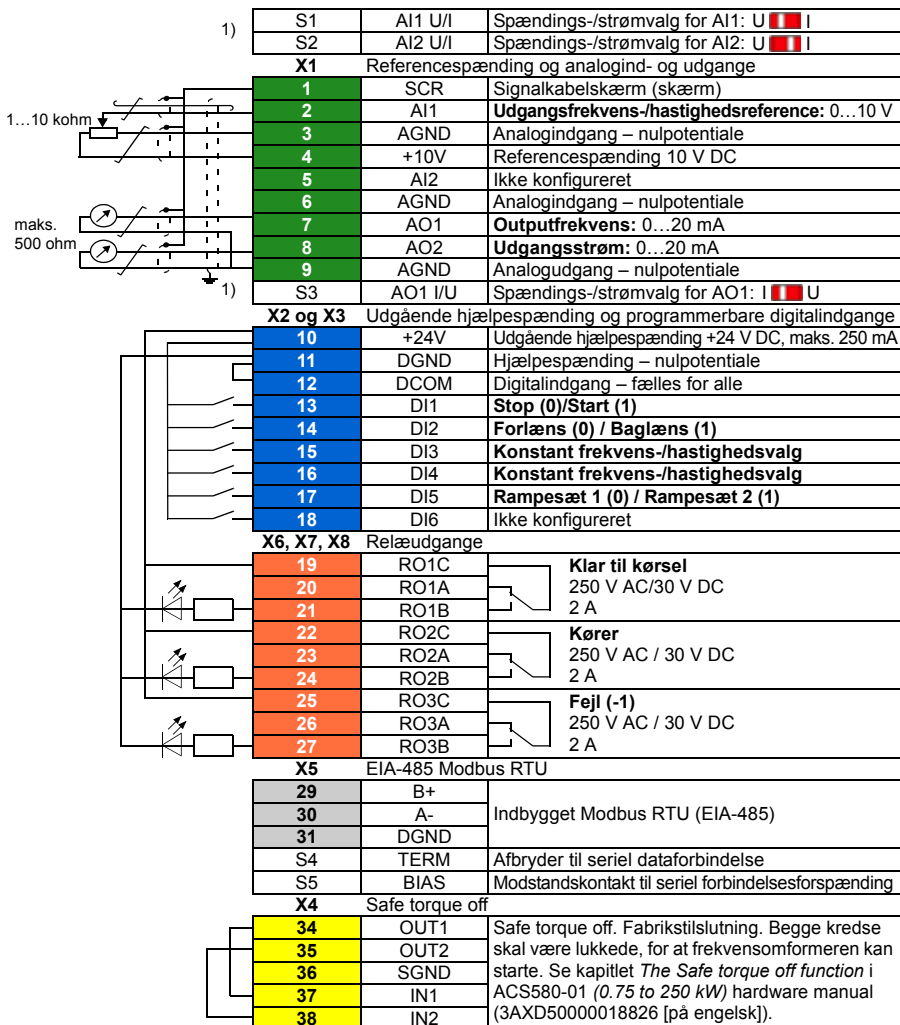 1)
S1 AI1 U/I Spændings-/strømvalg for AI1: U I
S2 AI2 U/I Spændings-/strømvalg for AI2: U I
X1 Referencespænding og analogind- og udgange
1 SCR Signalkabelskærm (skærm)
2 AI1 Udgangsfrekvens-/hastighedsreference: 0…10 V
1…10 kohm
3 AGND Analogindgang – nulpotentiale
4 +10V Referencespænding 10 V DC
5 AI2 Ikke konfigureret
6 AGND Analogindgang – nulpotentiale
maks.
500 ohm
7 AO1 Outputfrekvens: 0…20 mA
8 AO2 Udgangsstrøm: 0…20 mA
9 AGND Analogudgang – nulpotentiale
1)
S3 AO1 I/U Spændings-/strømvalg for AO1: I U
X2 og X3 Udgående hjælpespænding og programmerbare digitalindgange
10 +24V Udgående hjælpespænding +24 V DC, maks. 250 mA
11 DGND Hjælpespænding – nulpotentiale
12 DCOM Digitalindgang – fælles for alle
13 DI1 Stop (0)/Start (1)
14 DI2 Forlæns (0) / Baglæns (1)
15 DI3 Konstant frekvens-/hastighedsvalg
16 DI4 Konstant frekvens-/hastighedsvalg
17 DI5 Rampesæt 1 (0) / Rampesæt 2 (1)
18 DI6 Ikke konfigureret
X6, X7, X8 Relæudgange
19 RO1C Klar til kørsel
20 RO1A 250 V AC/30 V DC
21 RO1B 2 A
22 RO2C Kører
23 RO2A 250 V AC / 30 V DC
24 RO2B 2 A
25 RO3C Fejl (-1)
26 RO3A 250 V AC / 30 V DC
27 RO3B 2 A
X5 EIA-485 Modbus RTU
29 B+
30 A- Indbygget Modbus RTU (EIA-485)
31 DGND
S4 TERM Afbryder til seriel dataforbindelse
S5 BIAS Modstandskontakt til seriel forbindelsesforspænding
X4 Safe torque off
34 OUT1 Safe torque off. Fabrikstilslutning. Begge kredse
35 OUT2 skal være lukkede, for at frekvensomformeren kan
36 SGND starte. Se kapitlet The Safe torque off function i
37 IN1 ACS580-01 (0.75 to 250 kW) hardware manual
38 IN2 (3AXD50000018826 [på engelsk]).